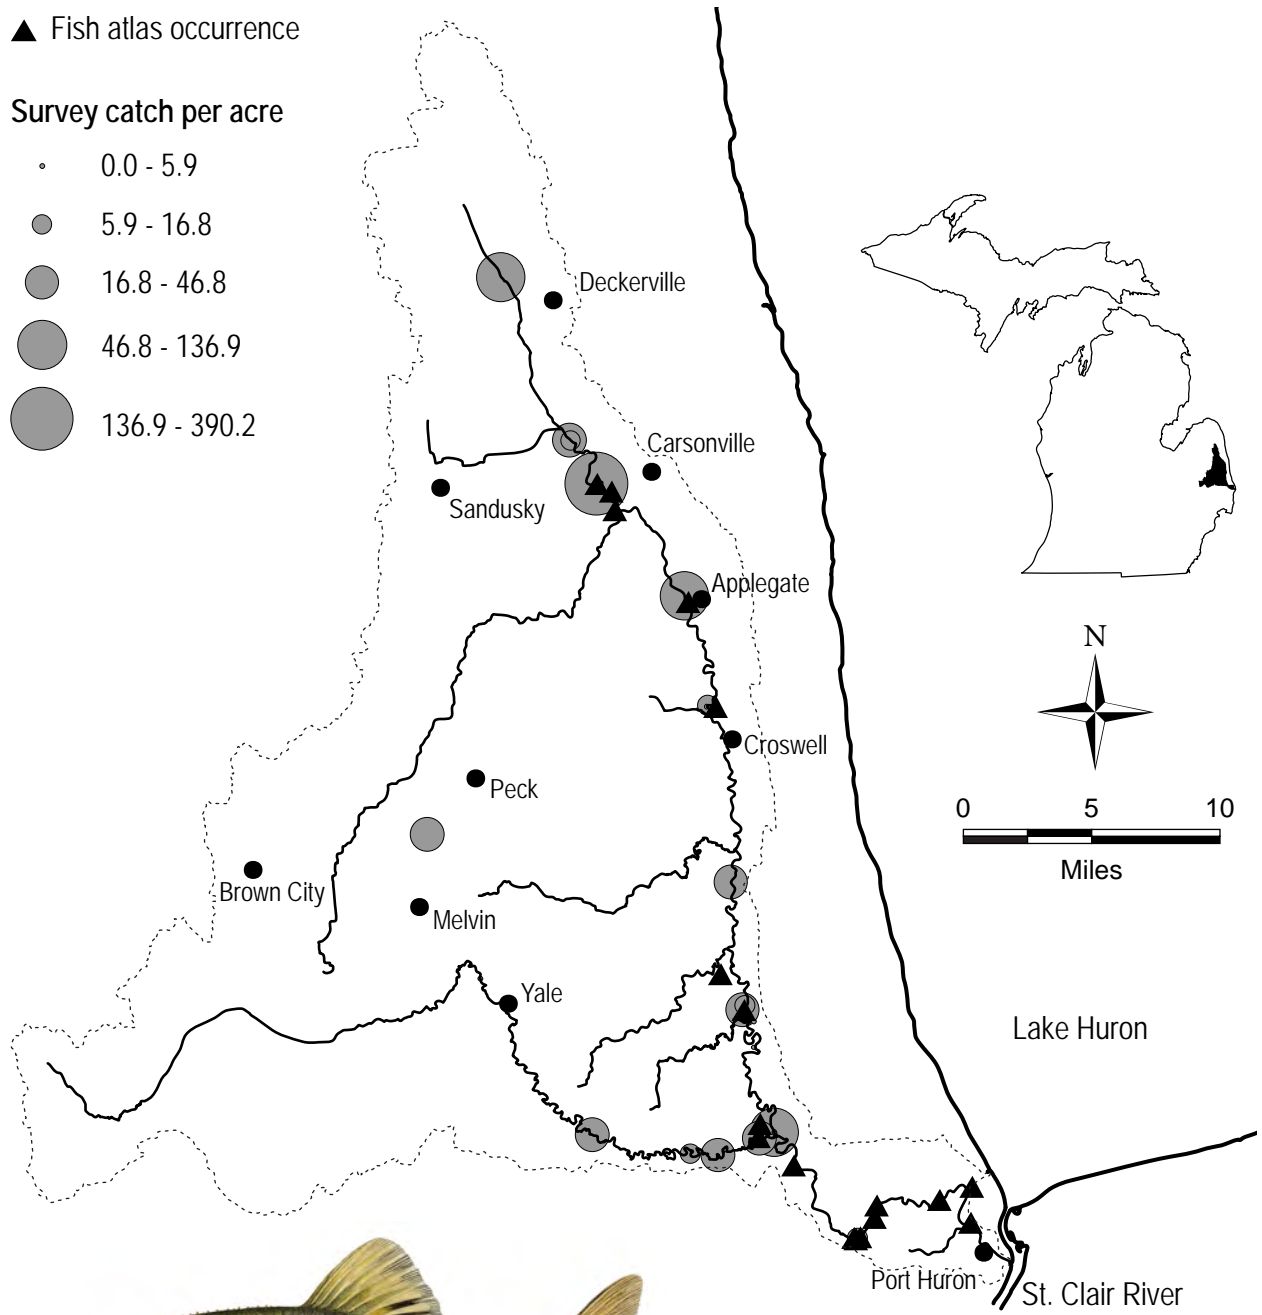 Fish atlas occurrence
Survey catch per acre
0.0 - 5.9
5.9 - 16.8
16.8 - 46.8
46.8 - 136.9
136.9 - 390.2
Deckerville
Carsonville
Sandusky
Applegate
Croswell
Peck
Brown City
Melvin
Yale
Port Huron
N
0 5 10
Miles
Lake Huron
St. Clair River